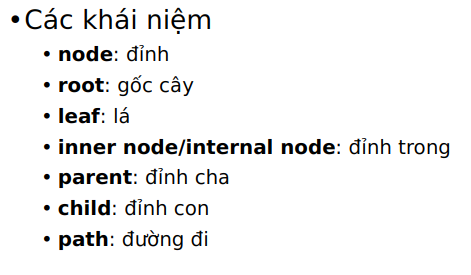 •Các khái niệm
• node: đỉnh
• root: gốc cây
• leaf: lá
• inner node/internal node: đỉnh trong
• parent: đỉnh cha
• child: đỉnh con
• path: đường đi